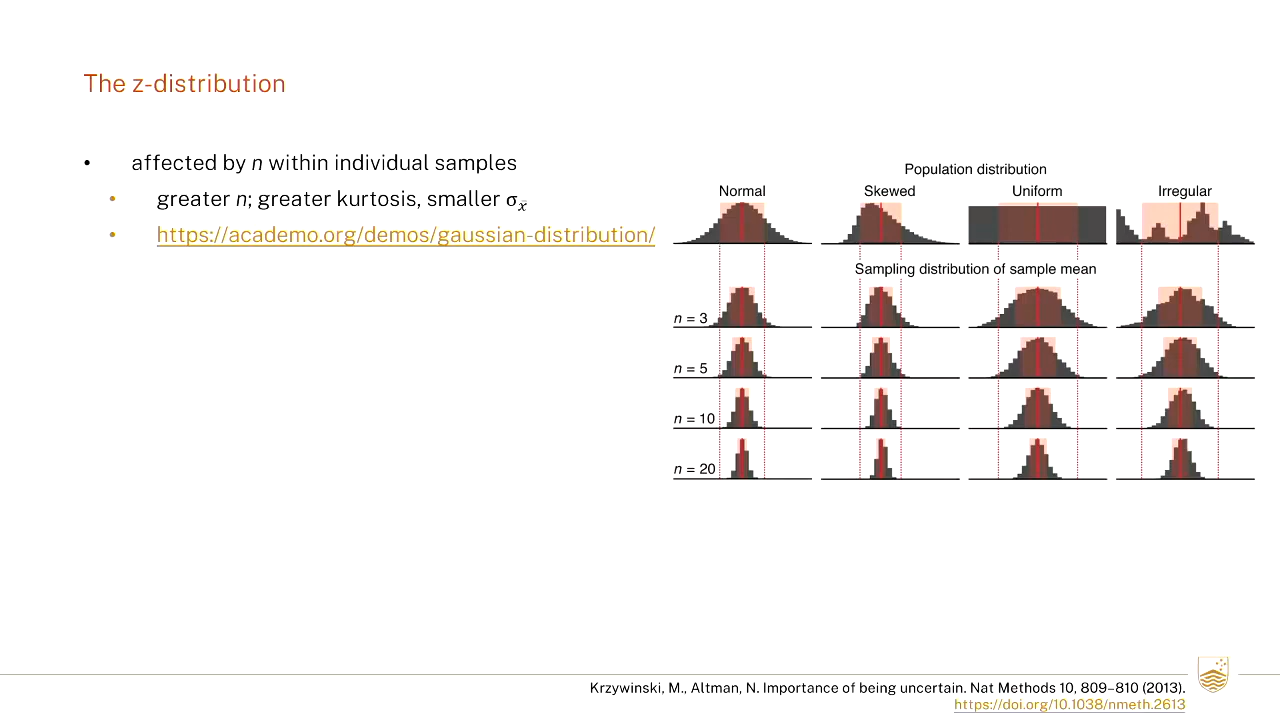 The z-distribution
• affected by n within individual samples
• greater n; greater kurtosis, smaller σx̄
• https://academo.org/demos/gaussian-distribution/
Population distribution
Normal Skewed Uniform Irregular
Sampling distribution of sample mean
n = 3
n = 5
n = 10
n = 20
Krzywinski, M., Altman, N. Importance of being uncertain. Nat Methods 10, 809–810 (2013).
https://doi.org/10.1038/nmeth.2613